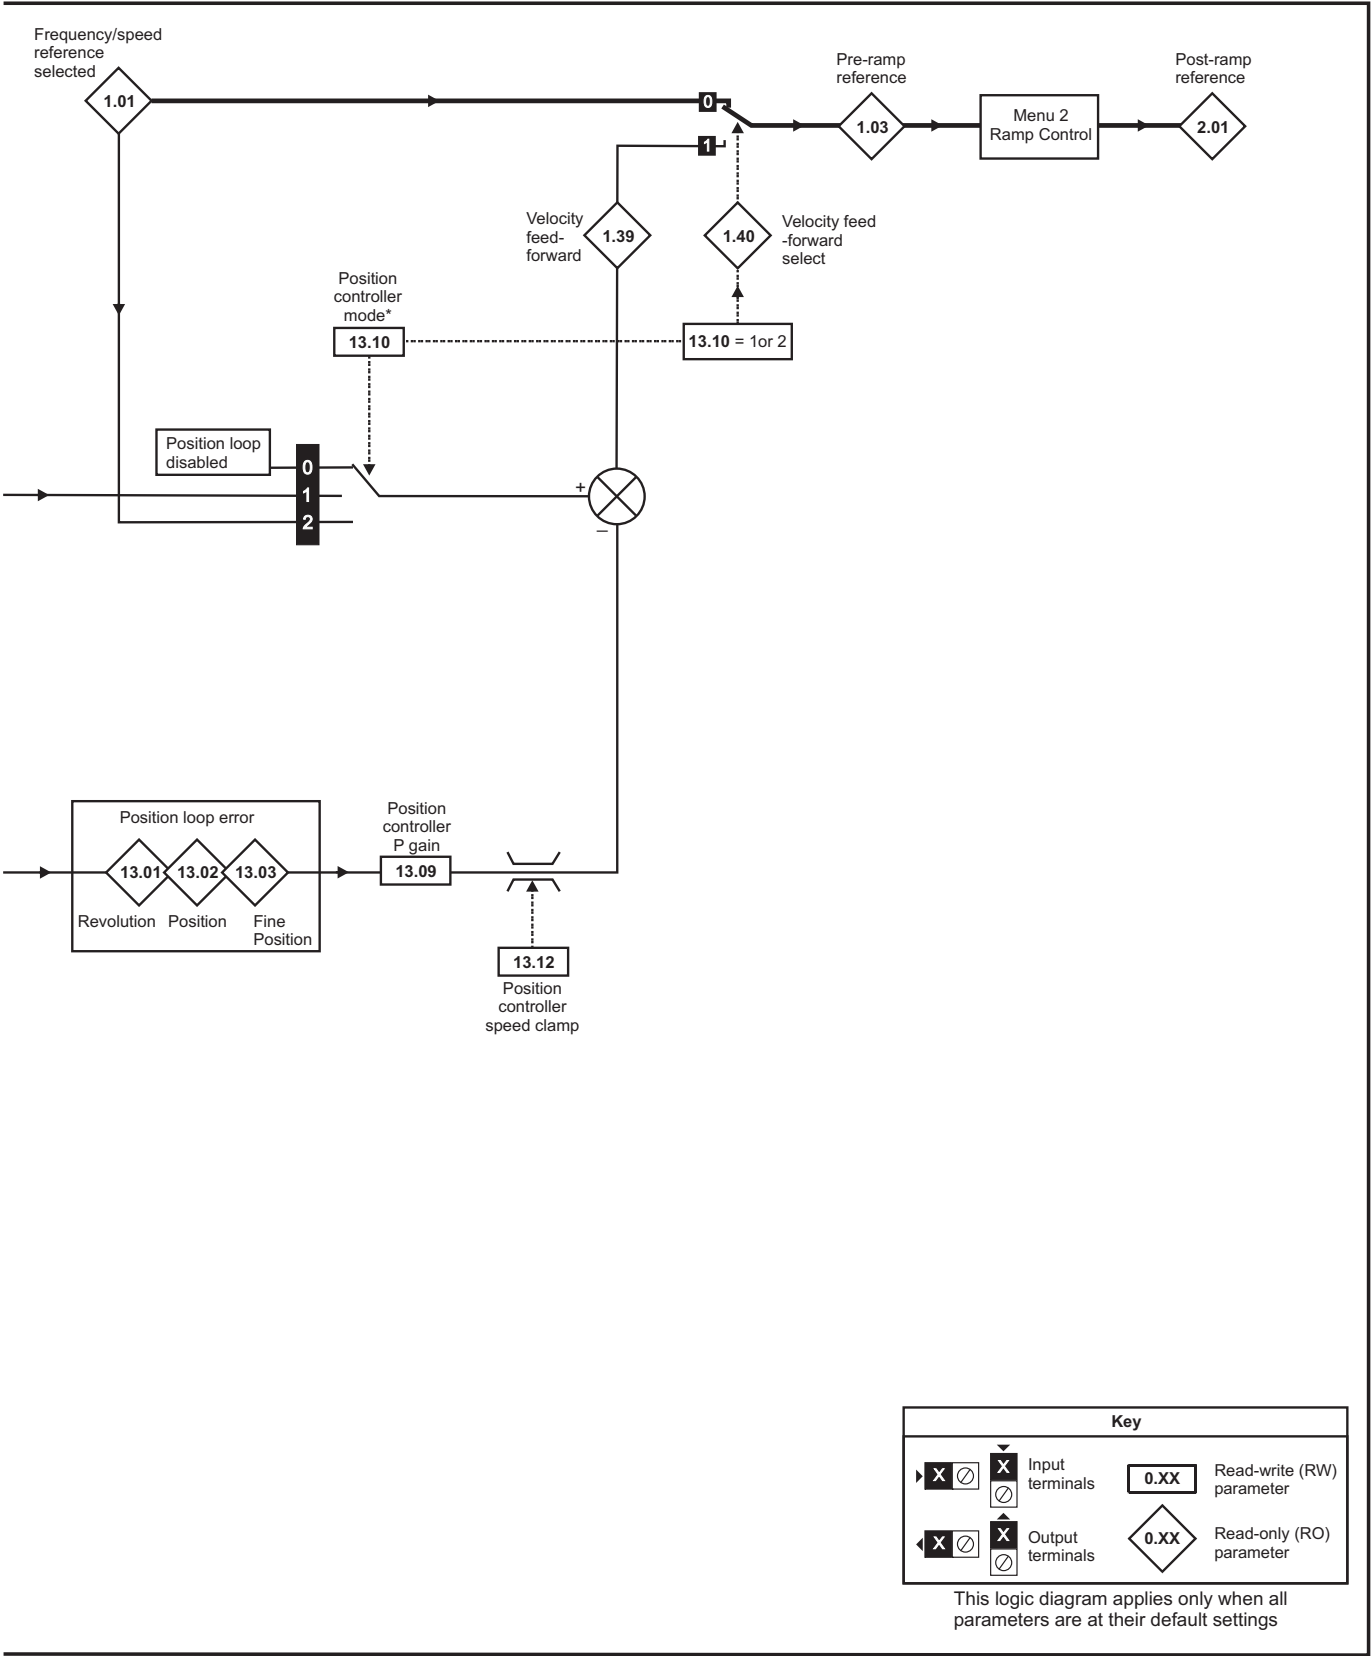 Frequency/speed
reference
selected
1.01
0
1
Pre-ramp
reference
1.03
Menu 2
Ramp Control
Post-ramp
reference
2.01
Velocity
feed-
forward
1.39
1.40
Velocity feed
-forward
select
Position
controller
mode*
13.10
13.10 = 1or 2
Position loop
disabled
0
1
2
+
–
Position loop error
13.01
13.02
13.03
Revolution
Position
Fine
Position
Position
controller
P gain
13.09
13.12
Position
controller
speed clamp
Key
X
X
Input
terminals
0.XX
Read-write (RW)
parameter
X
X
Output
terminals
0.XX
Read-only (RO)
parameter
This logic diagram applies only when all
parameters are at their default settings